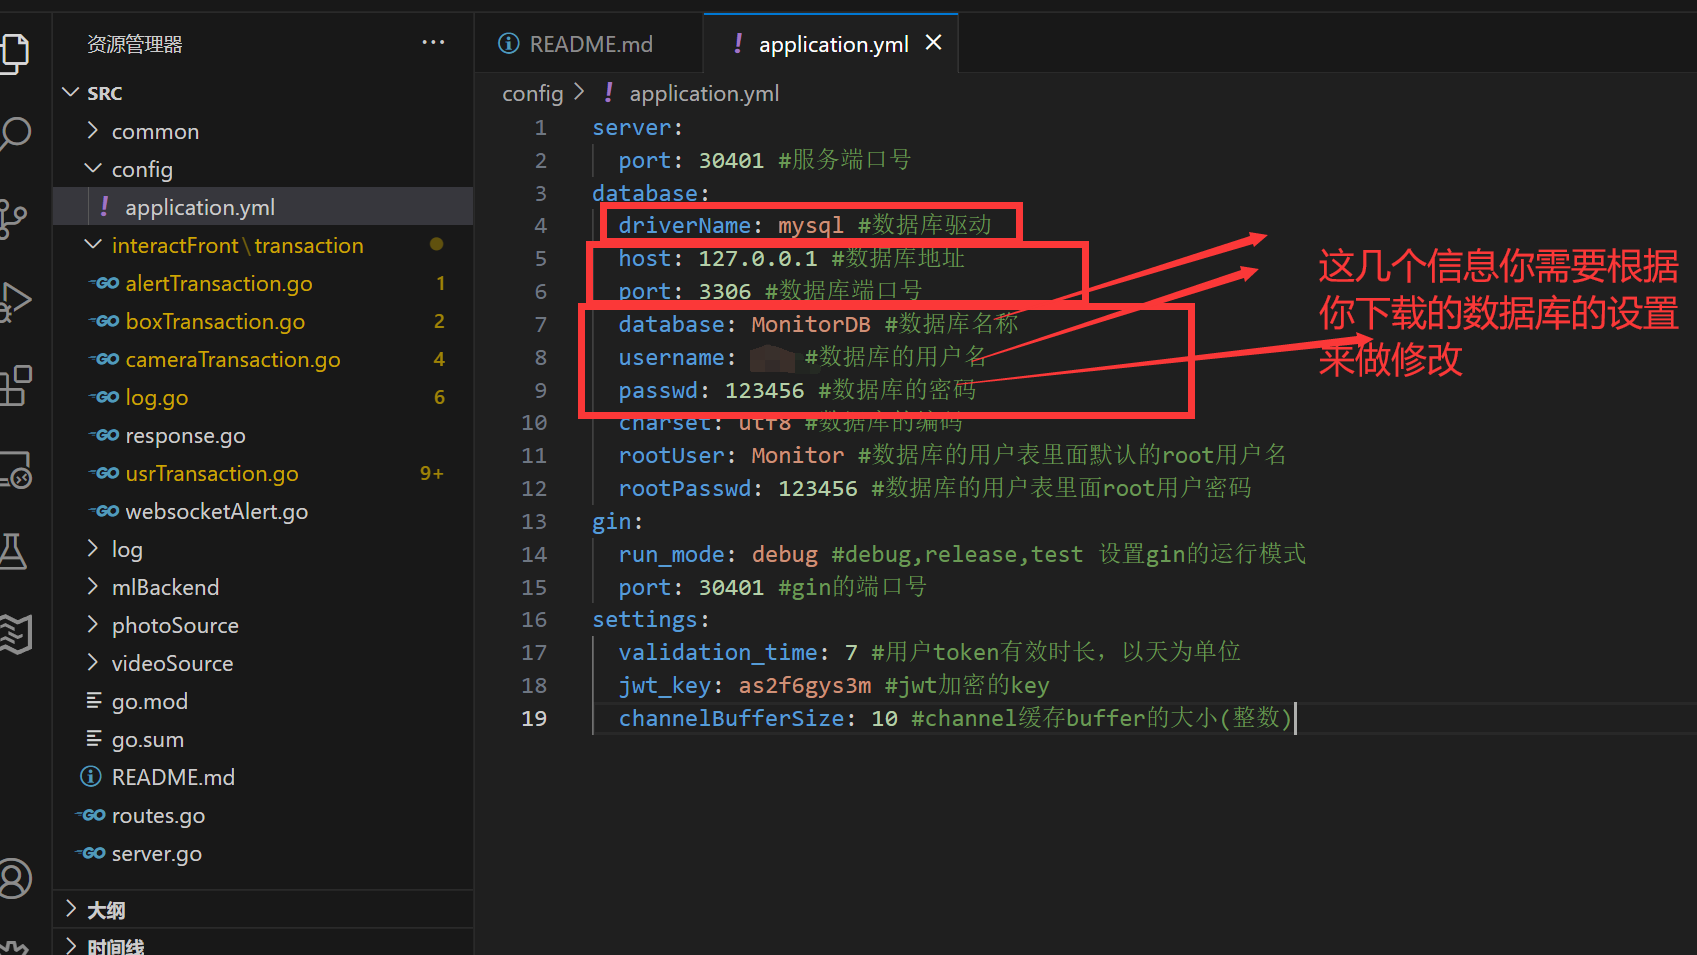 资源管理器
···
README.md
! application.yml
config > ! application.yml
SRC
common
config
! application.yml
interactFront\transaction
GO alertTransaction.go 1
GO boxTransaction.go 2
GO cameraTransaction.go 4
GO log.go 6
GO response.go
GO usrTransaction.go 9+
GO websocketAlert.go
log
mlBackend
photoSource
videoSource
go.mod
go.sum
README.md
GO routes.go
GO server.go
大纲
时间线
1 server:
2 port: 30401 #服务端口号
3 database:
4 driverName: mysql #数据库驱动
5 host: 127.0.0.1 #数据库地址
6 port: 3306 #数据库端口号
7 database: MonitorDB #数据库名称
8 username: #数据库的用户名
9 passwd: 123456 #数据库的密码
10 charset: utf8 #数据库的编码
11 rootUser: Monitor #数据库的用户表里面默认的root用户名
12 rootPasswd: 123456 #数据库的用户表里面root用户密码
13 gin:
14 run_mode: debug #debug,release,test 设置gin的运行模式
15 port: 30401 #gin的端口号
16 settings:
17 validation_time: 7 #用户token有效时长，以天为单位
18 jwt_key: as2f6gys3m #jwt加密的key
19 channelBufferSize: 10 #channel缓存buffer的大小(整数)
这几个信息你需要根据
你下载的数据库的设置
来做修改